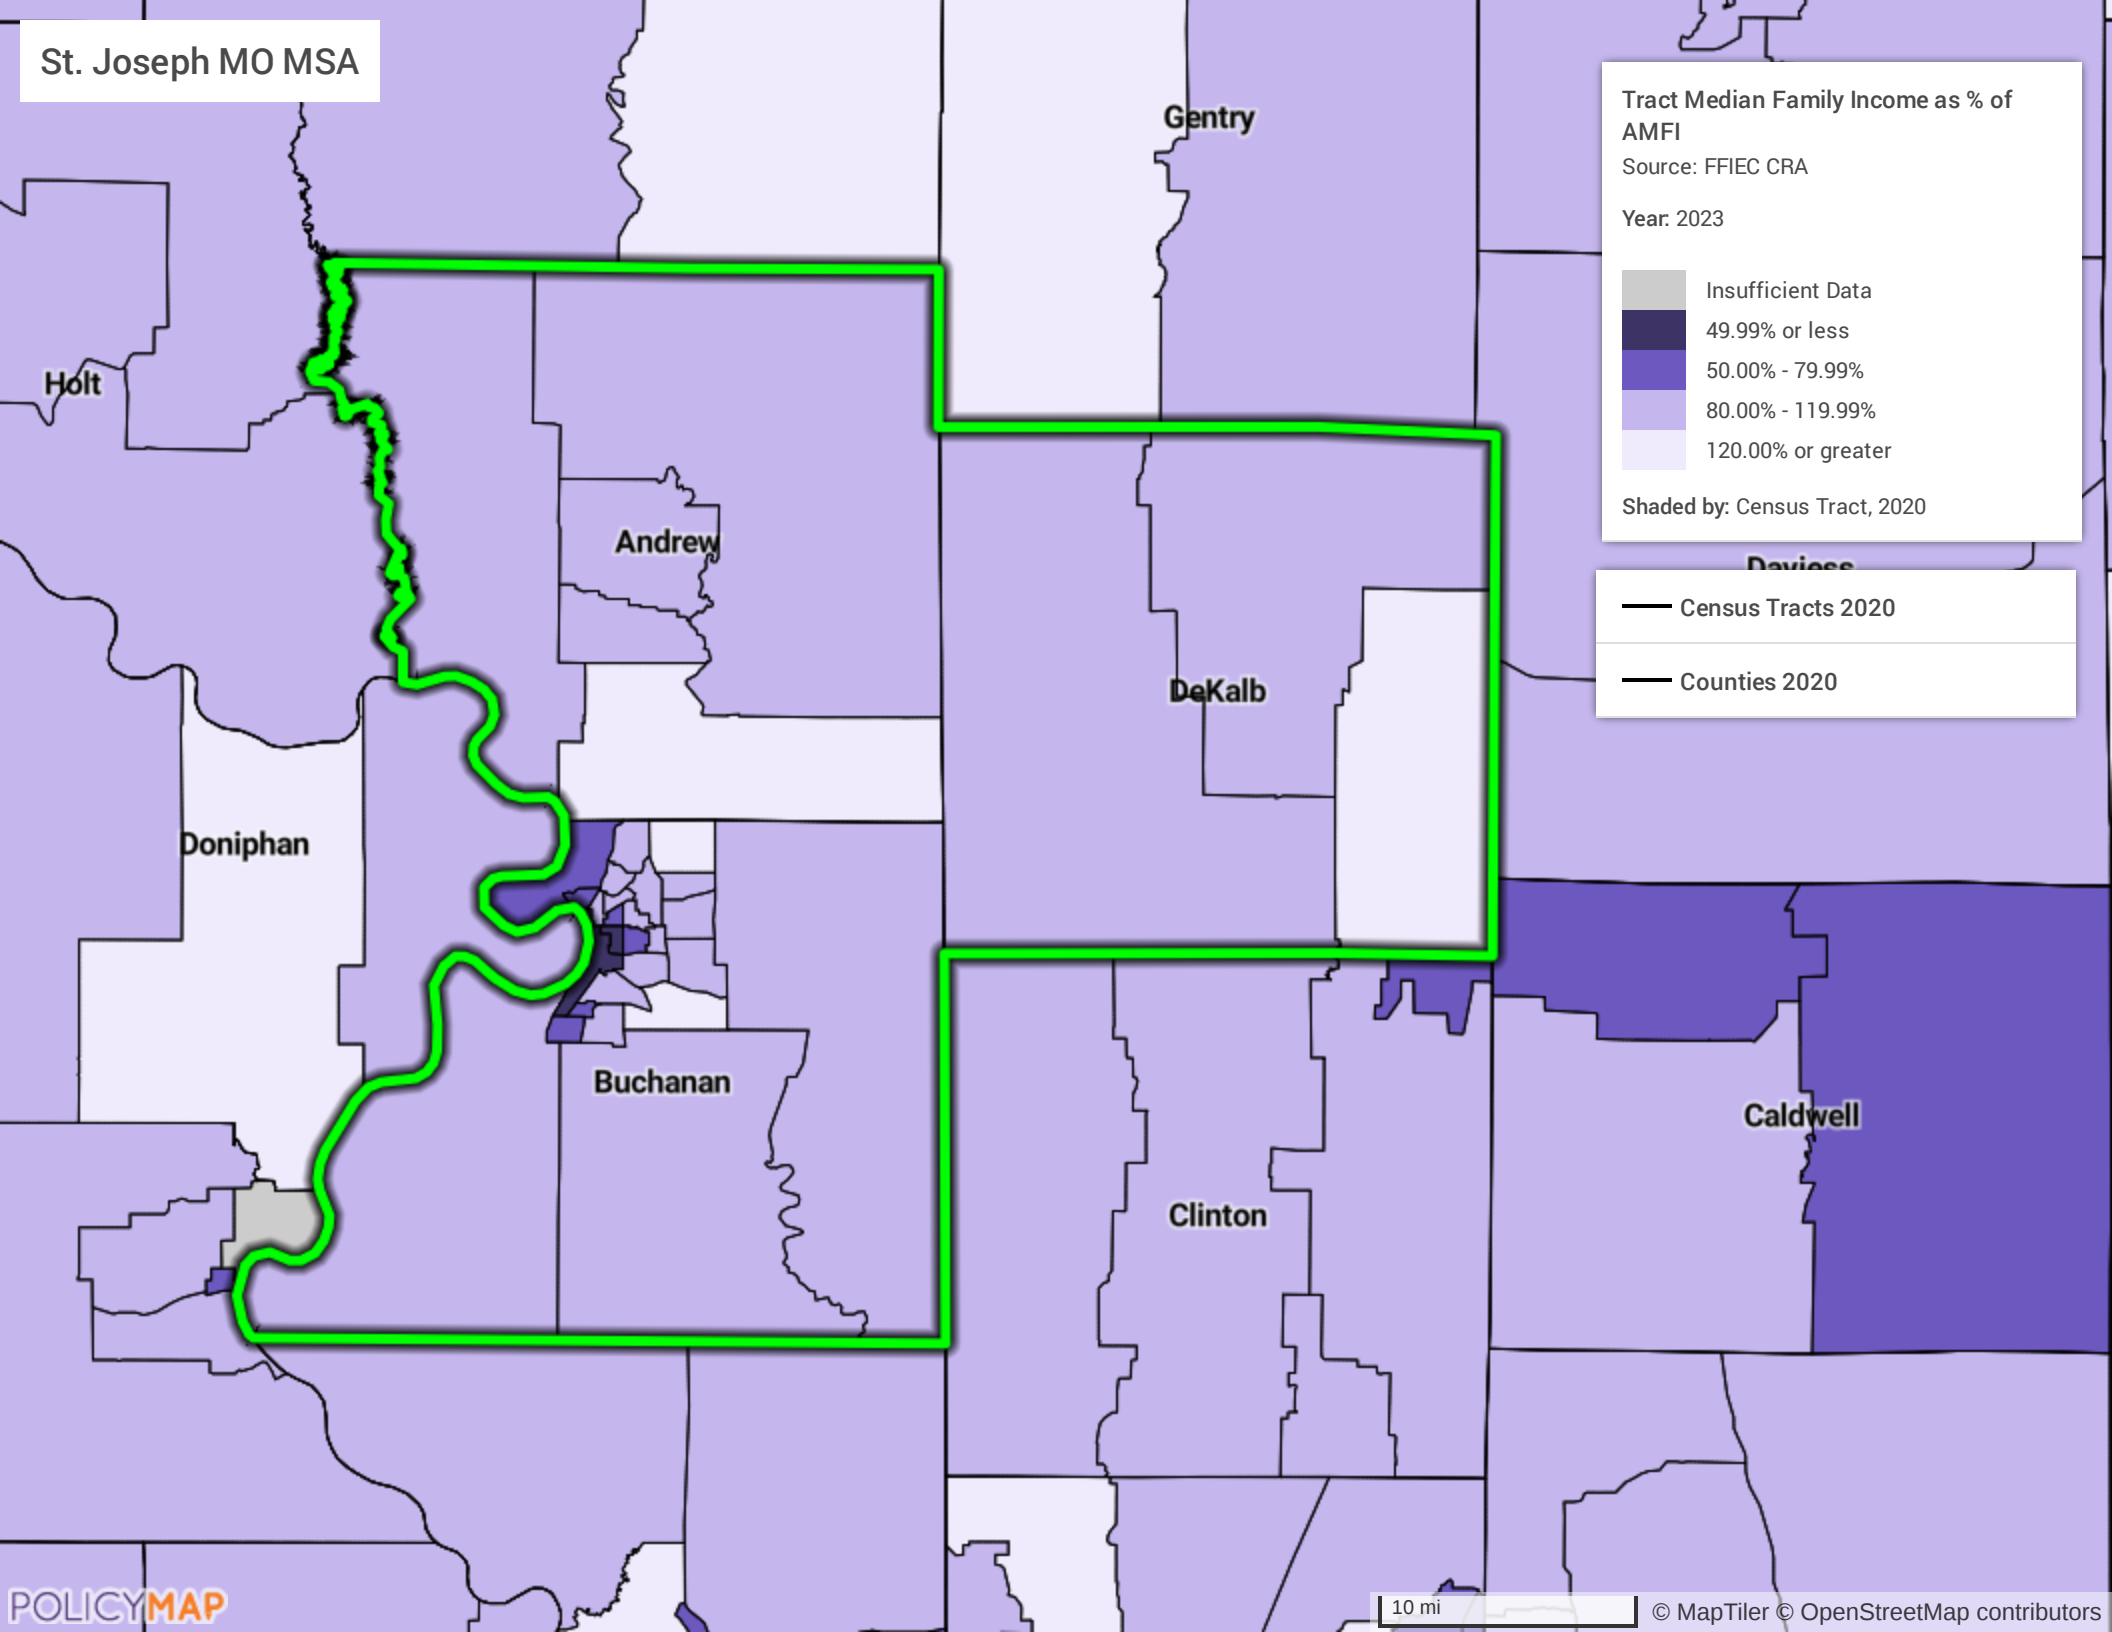 St. Joseph MO MSA
Gentry
Tract Median Family Income as % of
AMFI
Source: FFIEC CRA
Year: 2023
Insufficient Data
49.99% or less
50.00% - 79.99%
80.00% - 119.99%
120.00% or greater
Shaded by: Census Tract, 2020
Holt
Andrew
Daviess
Census Tracts 2020
Counties 2020
DeKalb
Doniphan
Buchanan
Caldwell
Clinton
POLICYMAP
10 mi
© MapTiler © OpenStreetMap contributors